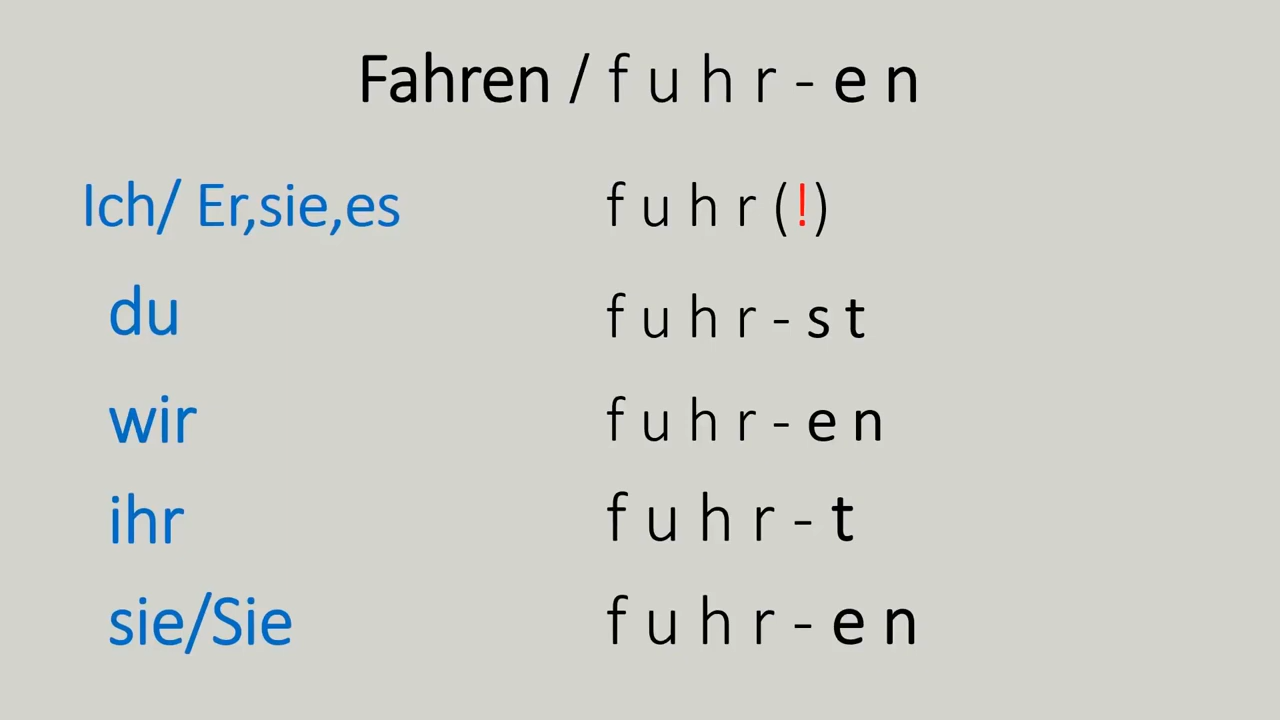 Fahren / f u h r - e n
Ich/ Er,sie,es f u h r (!)
du f u h r - s t
wir f u h r - e n
ihr f u h r - t
sie/Sie f u h r - e n